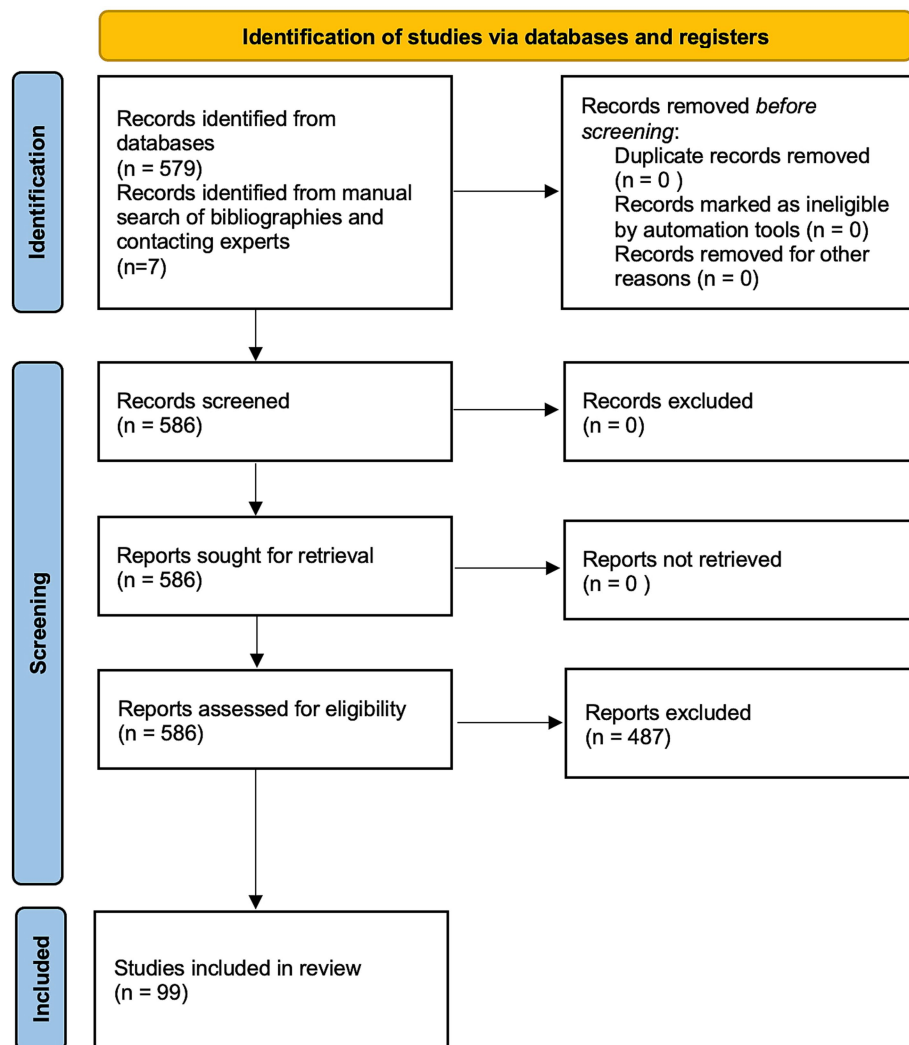 Identification of studies via databases and registers
Identification
Records identified from
databases
(n = 579)
Records identified from manual
search of bibliographies and
contacting experts
(n=7)
Records removed before
screening:
Duplicate records removed
(n = 0 )
Records marked as ineligible
by automation tools (n = 0)
Records removed for other
reasons (n = 0)
Screening
Records screened
(n = 586)
Records excluded
(n = 0)
Reports sought for retrieval
(n = 586)
Reports not retrieved
(n = 0 )
Reports assessed for eligibility
(n = 586)
Reports excluded
(n = 487)
Included
Studies included in review
(n = 99)